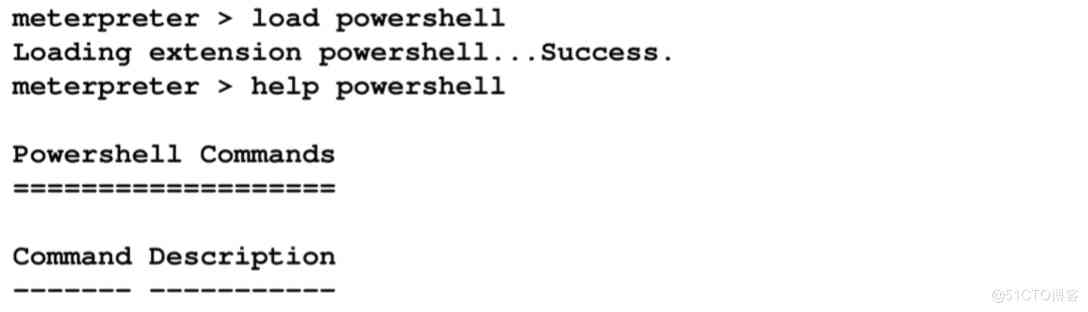 meterpreter > load powershell
Loading extension powershell...Success.
meterpreter > help powershell
Powershell Commands
===================
Command Description
------- -----------
@51CTO博客